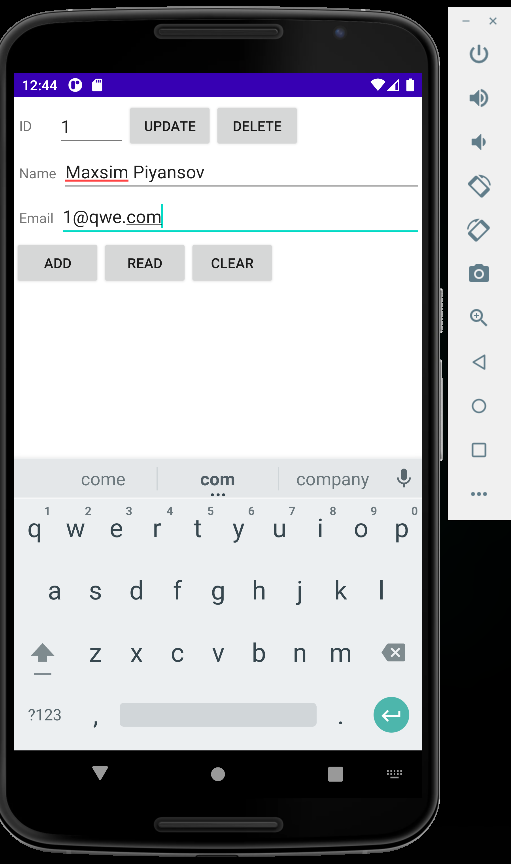 12:44
ID 1 UPDATE DELETE
Name Maxsim Piyansov
Email 1@qwe.com
ADD READ CLEAR
come com company
1 2 3 4 5 6 7 8 9 0
q w e r t y u i o p
a s d f g h j k l
z x c v b n m
?123 , .